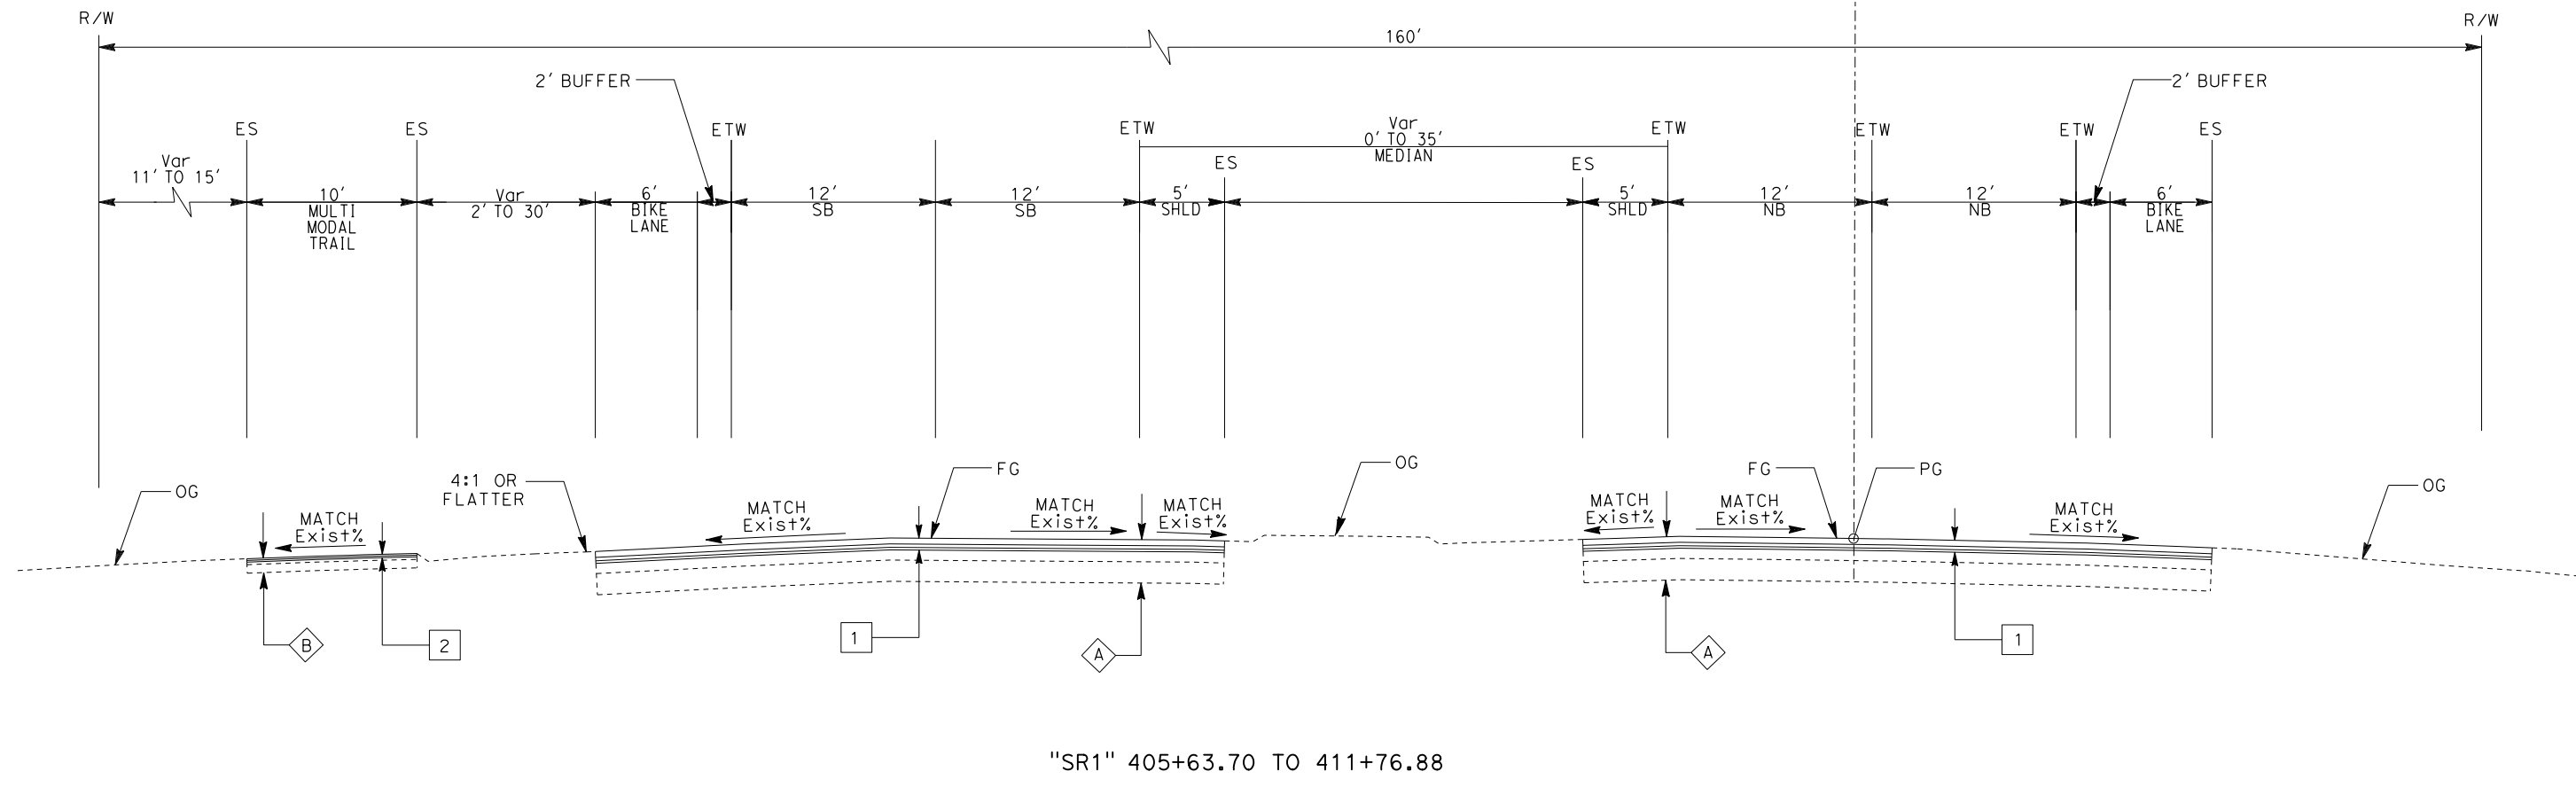 R/W
R/W
160'
2' BUFFER
2' BUFFER
ES
ES
ETW
ETW
Var
0' TO 35'
MEDIAN
ETW
ETW
ETW
ES
ES
ES
Var
11' TO 15'
10'
MULTI
MODAL
TRAIL
Var
2' TO 30'
6'
BIKE
LANE
12'
SB
12'
SB
5'
SHLD
5'
SHLD
12'
NB
12'
NB
6'
BIKE
LANE
OG
4:1 OR
FLATTER
FG
OG
FG
PG
OG
MATCH
Exist%
MATCH
Exist%
MATCH
Exist%
MATCH
Exist%
MATCH
Exist%
MATCH
Exist%
MATCH
Exist%
B
2
1
A
A
1
"SR1" 405+63.70 TO 411+76.88